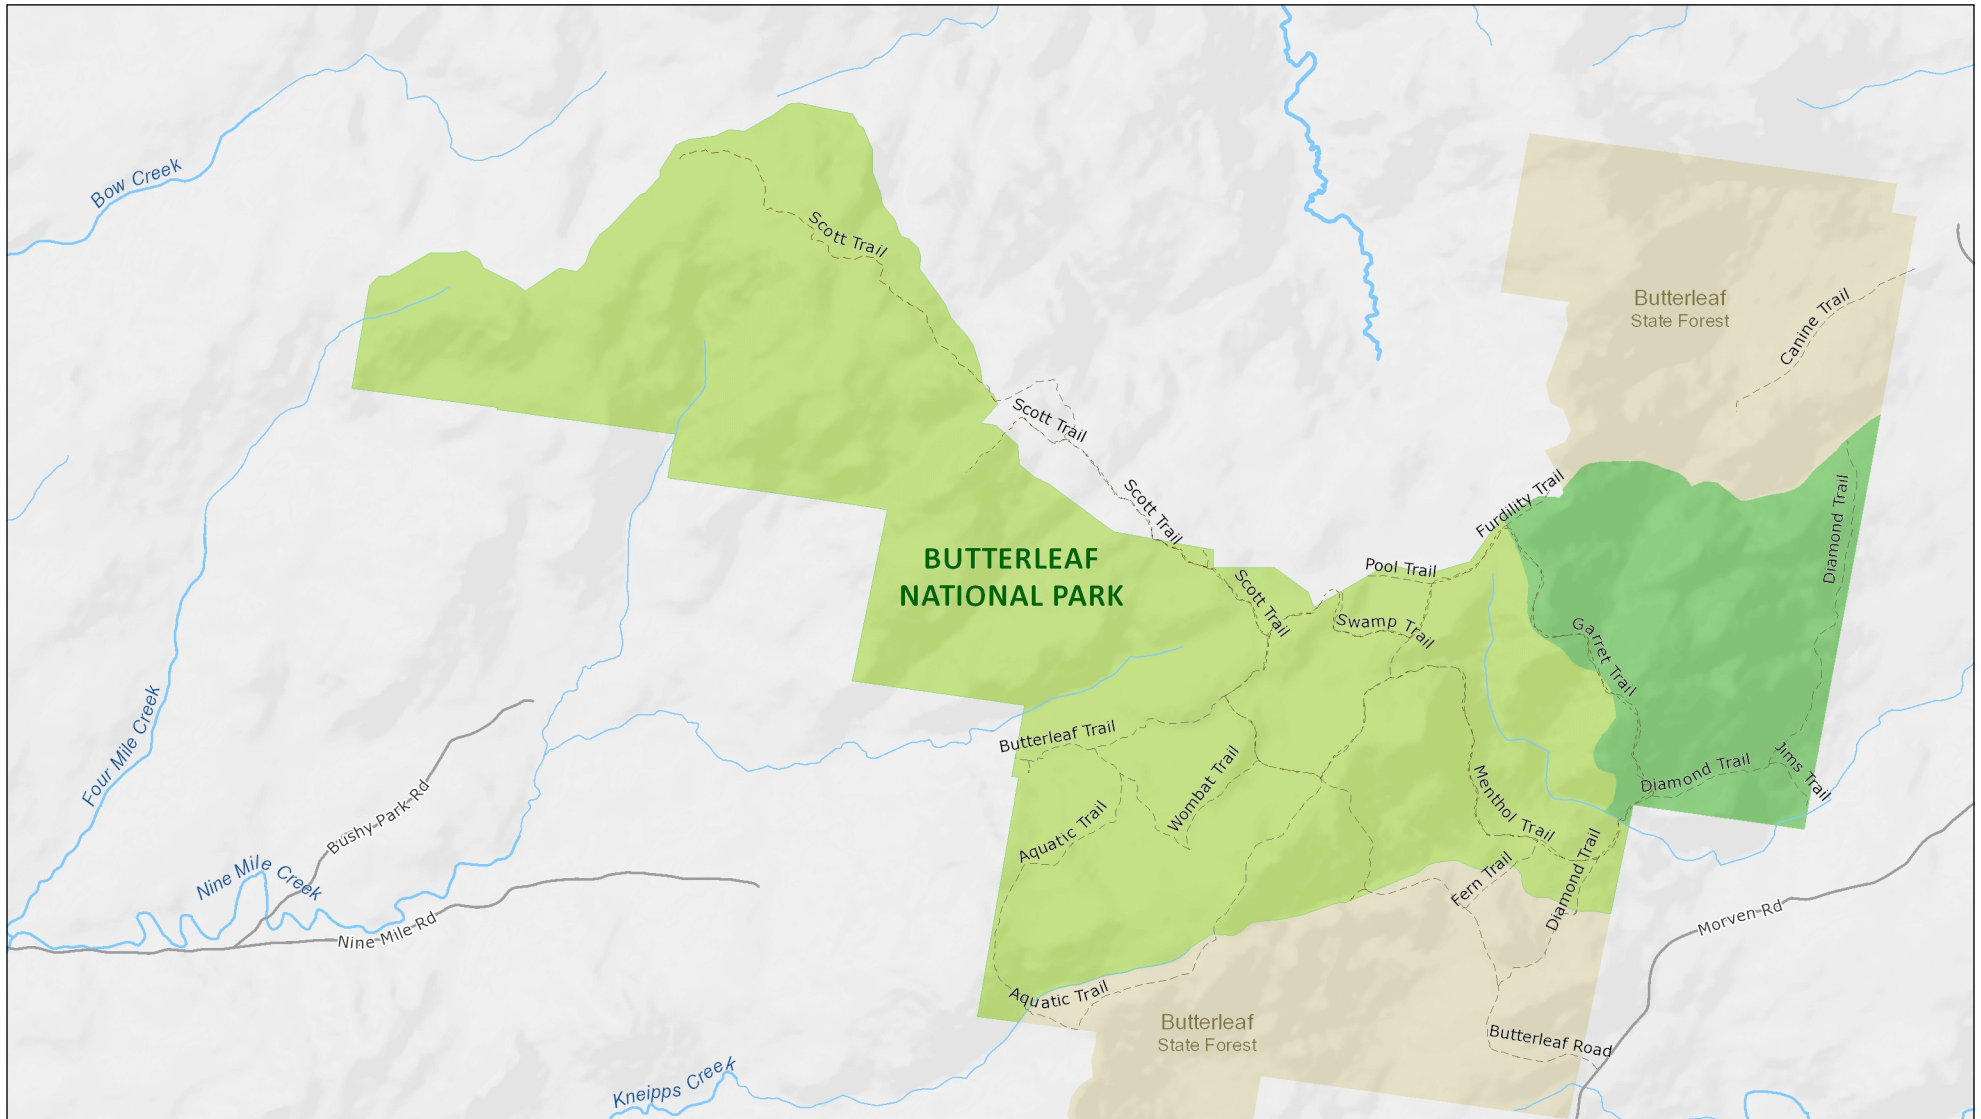 Bow Creek
Scott Trail
Butterleaf
State Forest
Canine Trail
Scott Trail
Scott Trail
Furdility Trail
Diamond Trail
BUTTERLEAF
NATIONAL PARK
Pool Trail
Scott Trail
Swamp Trail
Garret Trail
Four Mile Creek
Butterleaf Trail
Wombat Trail
Menthol Trail
Diamond Trail
Jims Trail
Bushy Park Rd
Aquatic Trail
Fern Trail
Diamond Trail
Nine Mile Creek
Nine Mile Rd
Morven Rd
Aquatic Trail
Butterleaf
State Forest
Butterleaf Road
Kneipps Creek